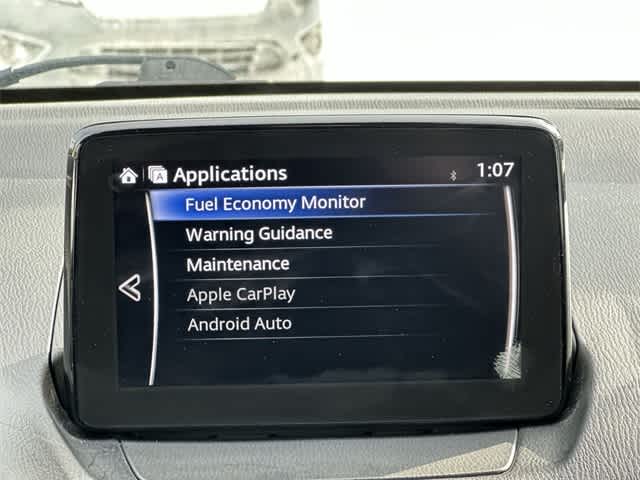 Applications 1:07
Fuel Economy Monitor
Warning Guidance
Maintenance
Apple CarPlay
Android Auto